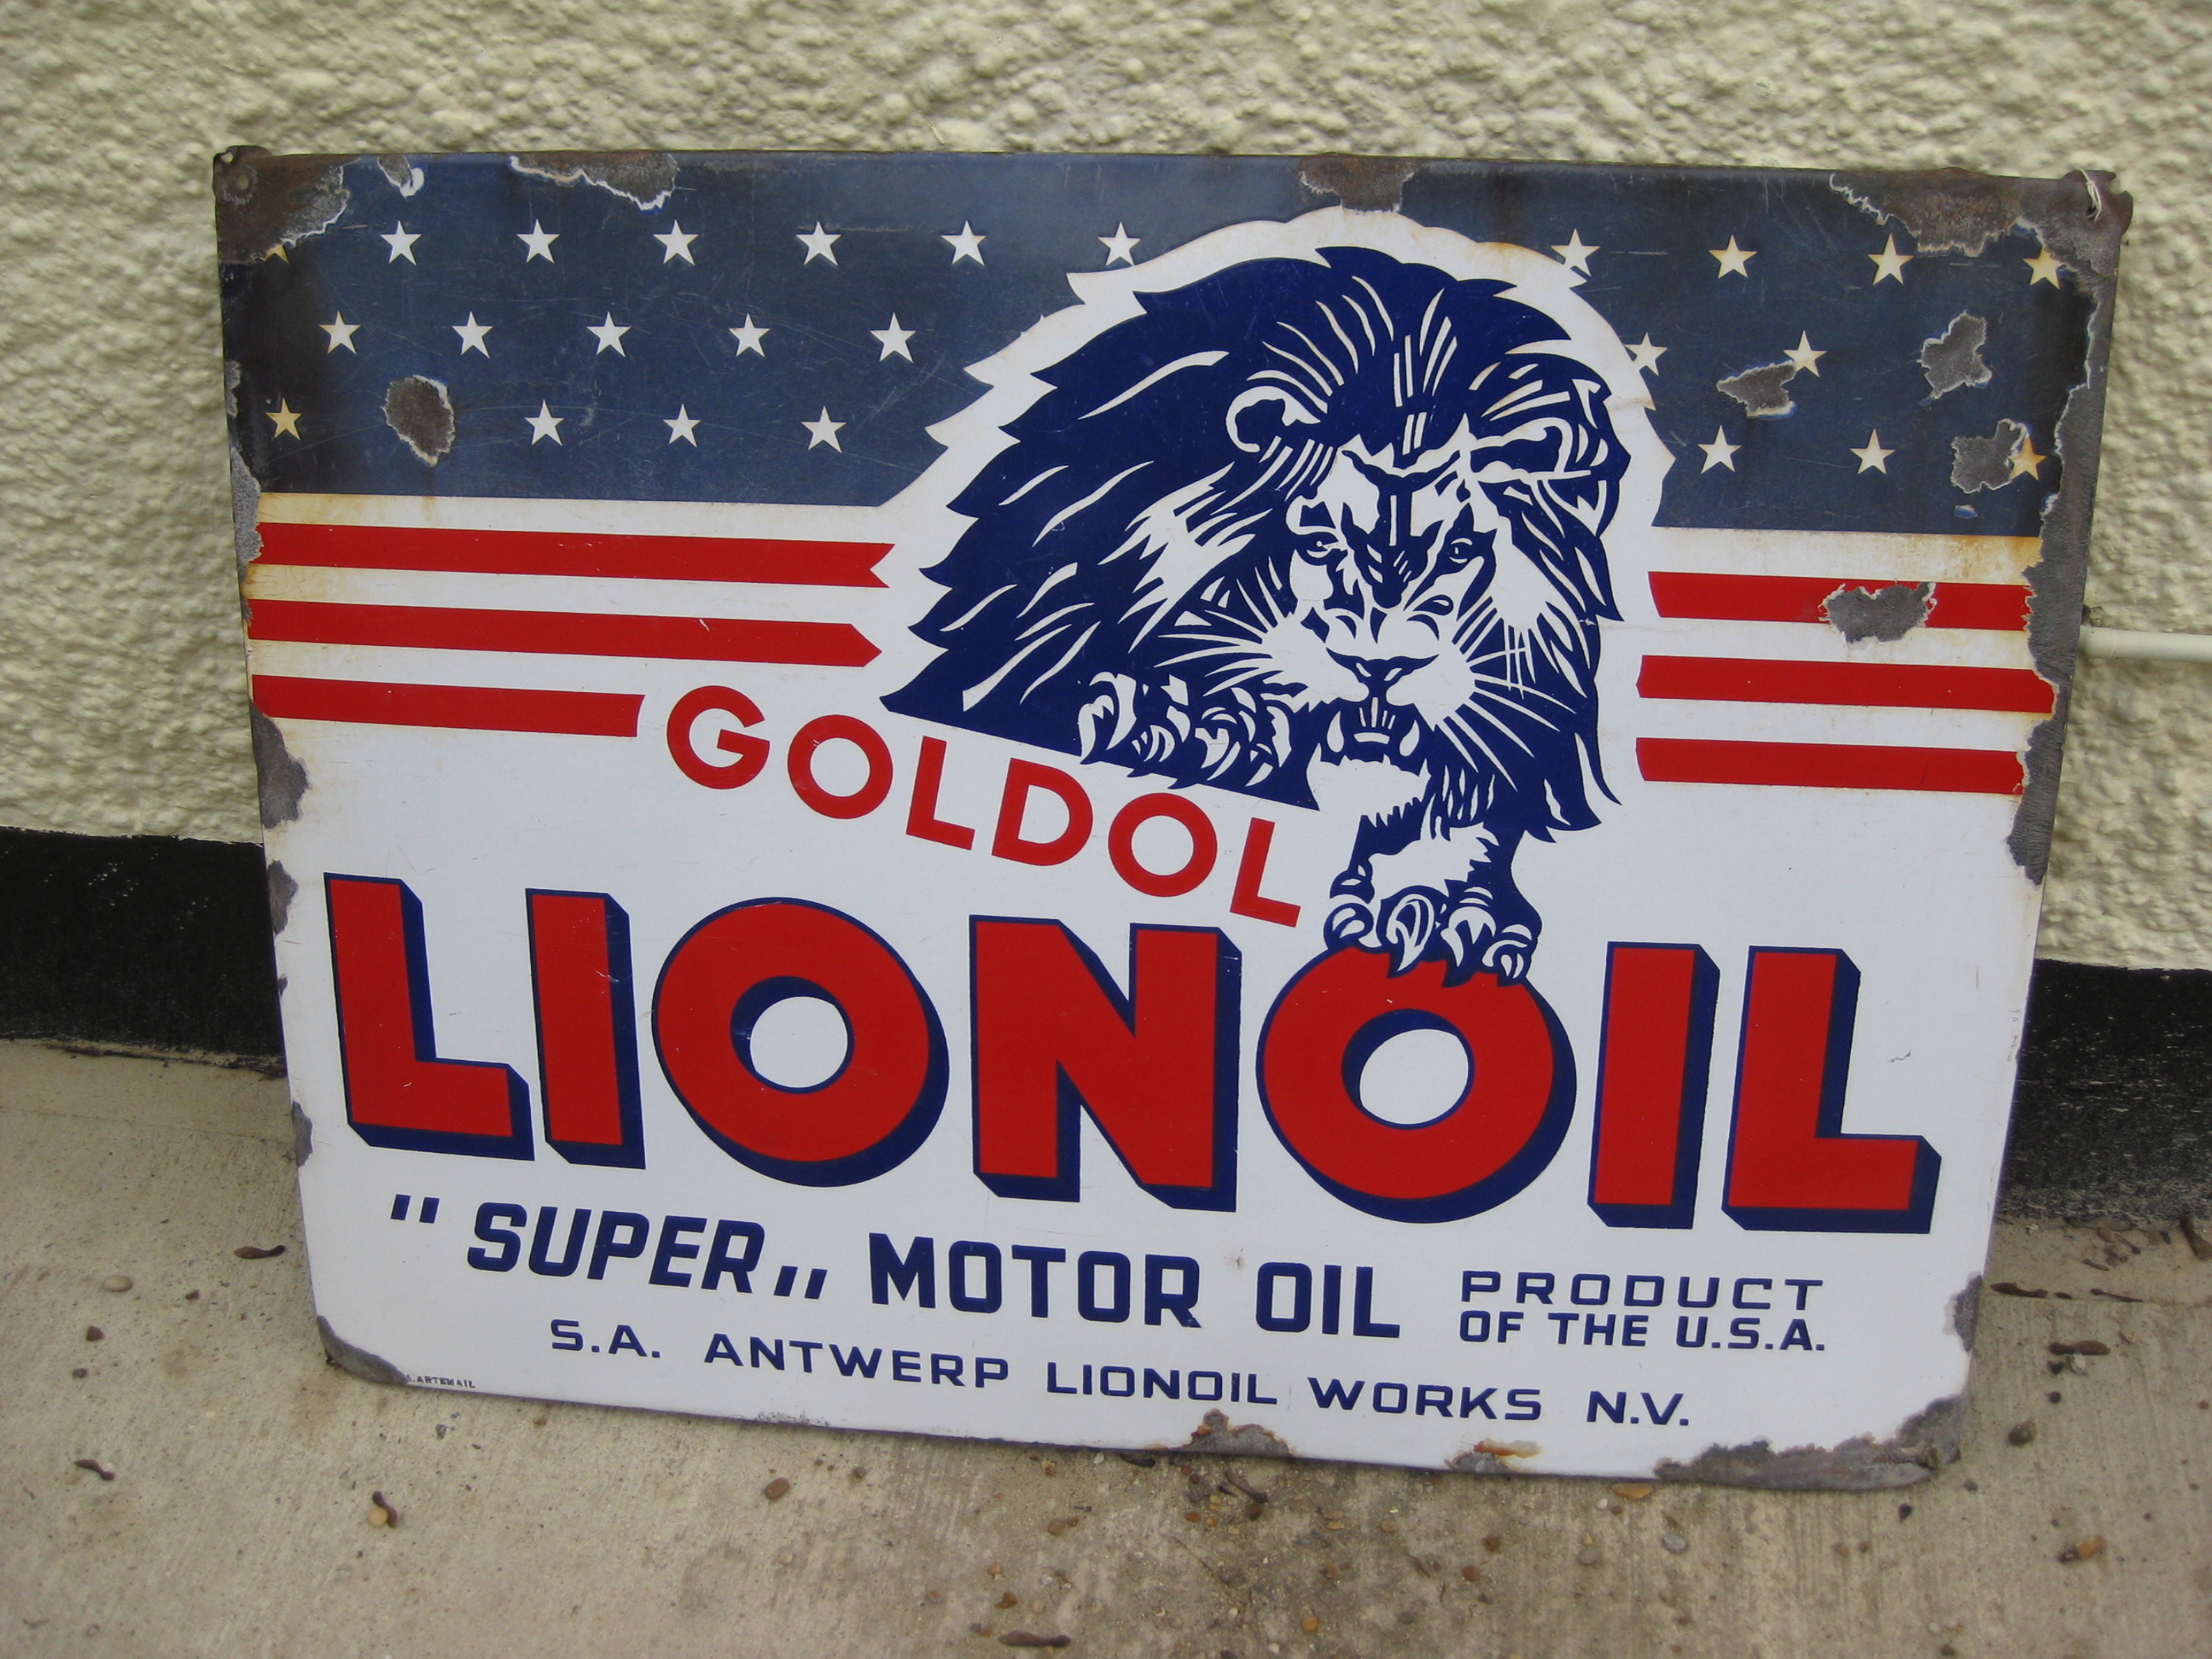 GOLDOL
LIONOIL
"SUPER„ MOTOR OIL
PRODUCT
OF THE U.S.A.
S.A. ANTWERP LIONOIL WORKS N.V.